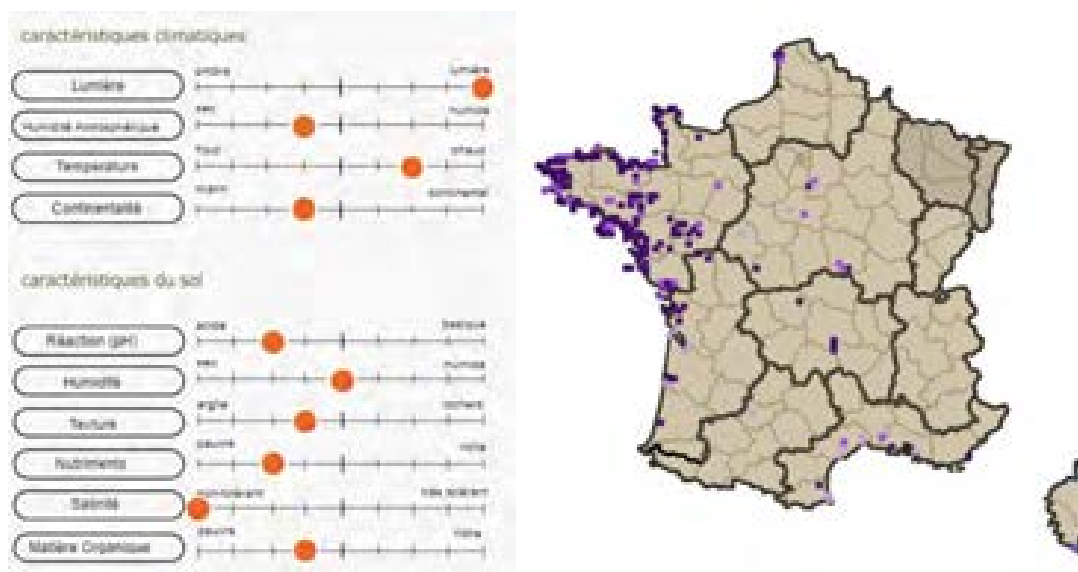 caractéristiques climatiques
ombre lumière
Lumière
sec humide
Humidité Atmosphérique
froid chaud
Température
marin continental
Continentalité
caractéristiques du sol
acide basique
Réaction (pH)
sec humide
Humidité
argile rochers
Texture
pauvre riche
Nutriments
très tolérant
Salinité
pauvre riche
Matière Organique